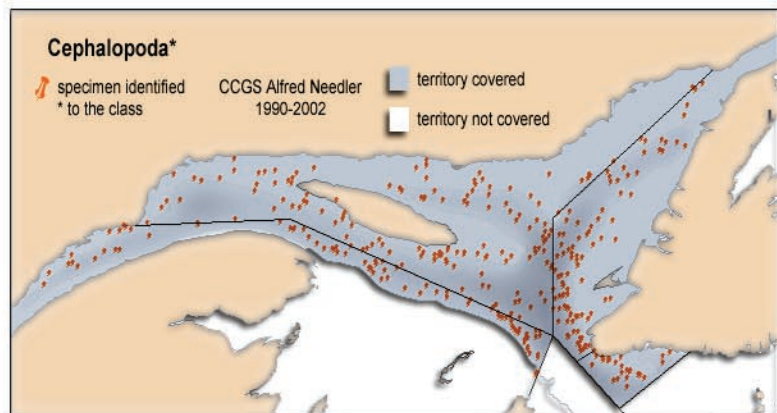 Cephalopoda*
specimen identified
* to the class
CCGS Alfred Needler
1990-2002
territory covered
territory not covered